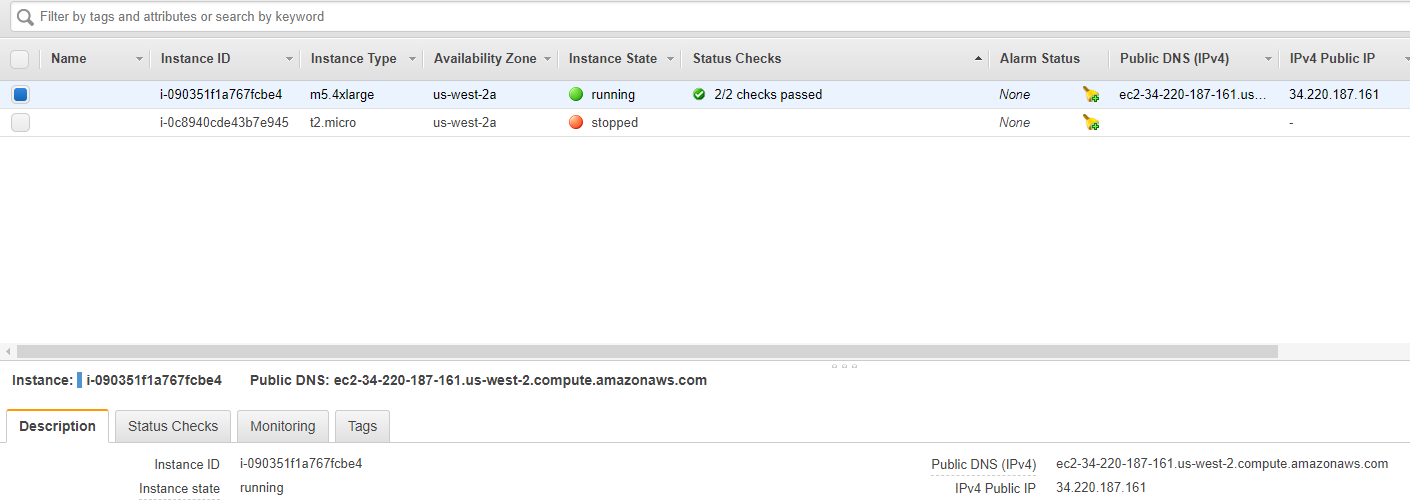 Filter by tags and attributes or search by keyword
Name Instance ID Instance Type Availability Zone Instance State Status Checks Alarm Status Public DNS (IPv4) IPv4 Public IP
i-090351f1a767fcbe4 m5.4xlarge us-west-2a running 2/2 checks passed None ec2-34-220-187-161.us... 34.220.187.161
i-0c8940cde43b7e945 t2.micro us-west-2a stopped None -
Instance: i-090351f1a767fcbe4 Public DNS: ec2-34-220-187-161.us-west-2.compute.amazonaws.com
Description Status Checks Monitoring Tags
Instance ID i-090351f1a767fcbe4 Public DNS (IPv4) ec2-34-220-187-161.us-west-2.compute.amazonaws.com
Instance state running IPv4 Public IP 34.220.187.161